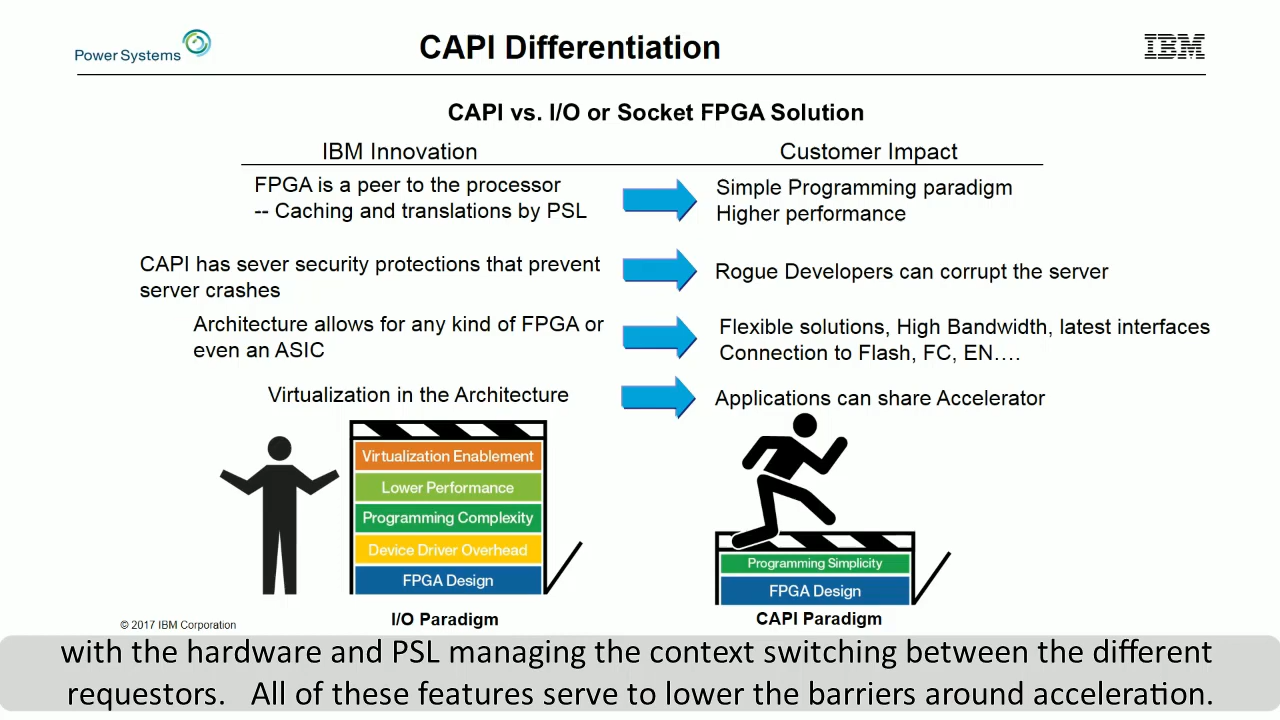 Power Systems
CAPI Differentiation
IBM
CAPI vs. I/O or Socket FPGA Solution
IBM Innovation
Customer Impact
FPGA is a peer to the processor
-- Caching and translations by PSL
Simple Programming paradigm
Higher performance
CAPI has sever security protections that prevent
server crashes
Rogue Developers can corrupt the server
Architecture allows for any kind of FPGA or
even an ASIC
Flexible solutions, High Bandwidth, latest interfaces
Connection to Flash, FC, EN....
Virtualization in the Architecture
Applications can share Accelerator
Virtualization Enablement
Lower Performance
Programming Complexity
Device Driver Overhead
FPGA Design
I/O Paradigm
Programming Simplicity
FPGA Design
CAPI Paradigm
© 2017 IBM Corporation
with the hardware and PSL managing the context switching between the different
requestors. All of these features serve to lower the barriers around acceleration.